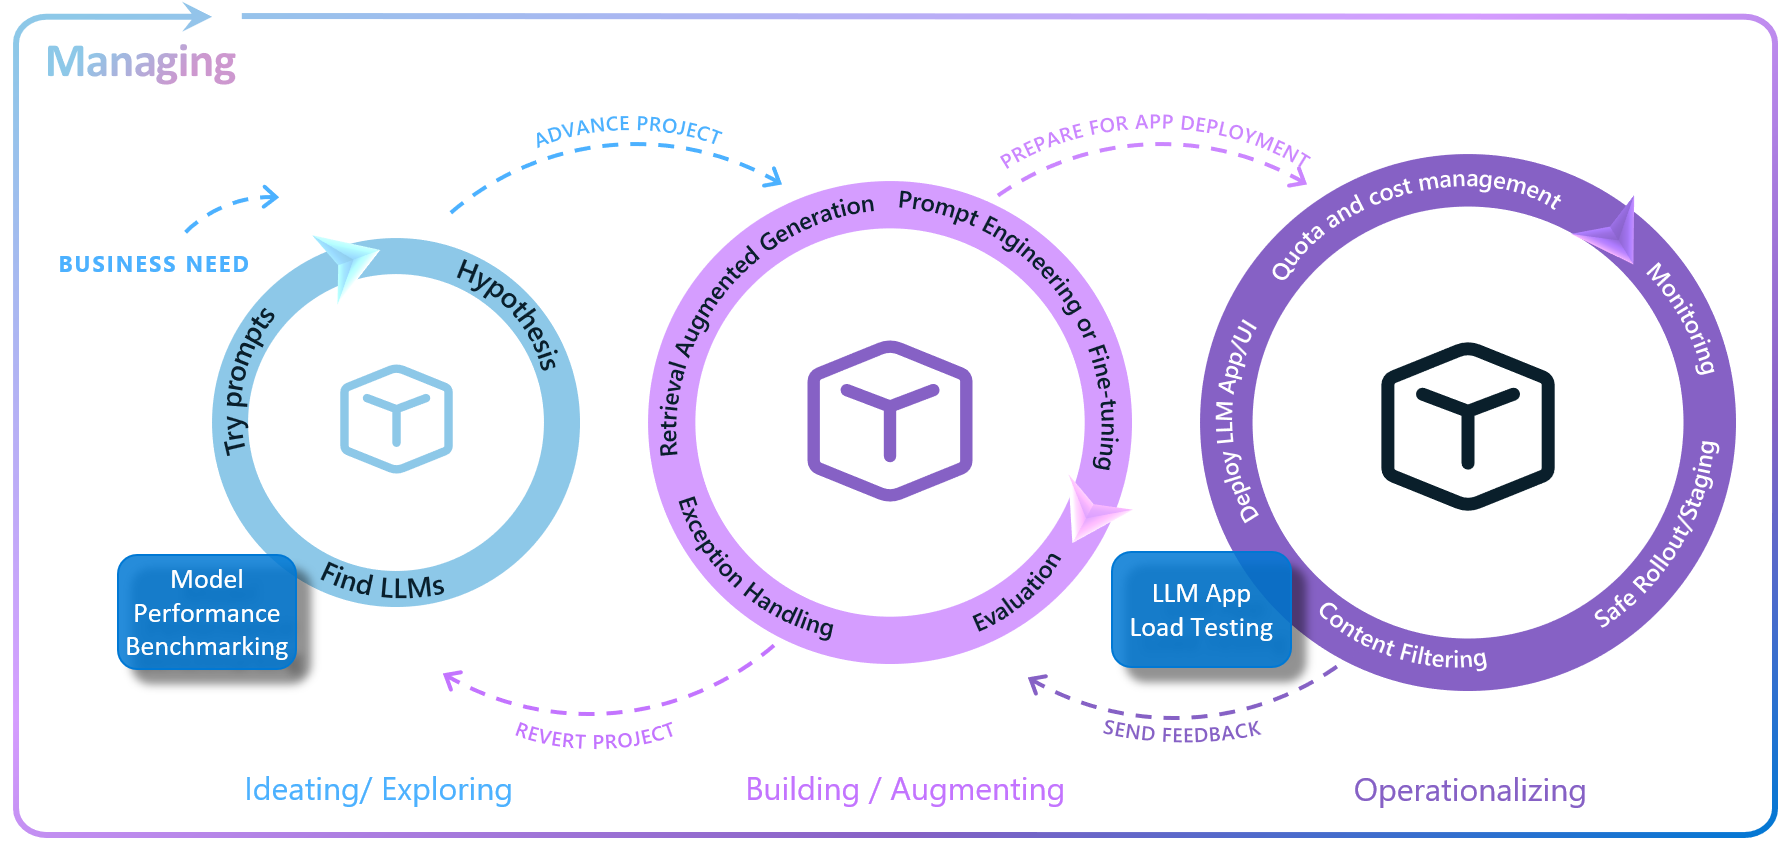 Managing
BUSINESS NEED
ADVANCE PROJECT
PREPARE FOR APP DEPLOYMENT
Try prompts
Hypothesis
Find LLMs
Model
Performance
Benchmarking
Retrieval Augmented Generation
Prompt Engineering or Fine-tuning
Exception Handling
Evaluation
Quota and cost management
Monitoring
Deploy LLM App/UI
Safe Rollout/Staging
Content Filtering
LLM App
Load Testing
REVERT PROJECT
SEND FEEDBACK
Ideating/ Exploring
Building / Augmenting
Operationalizing